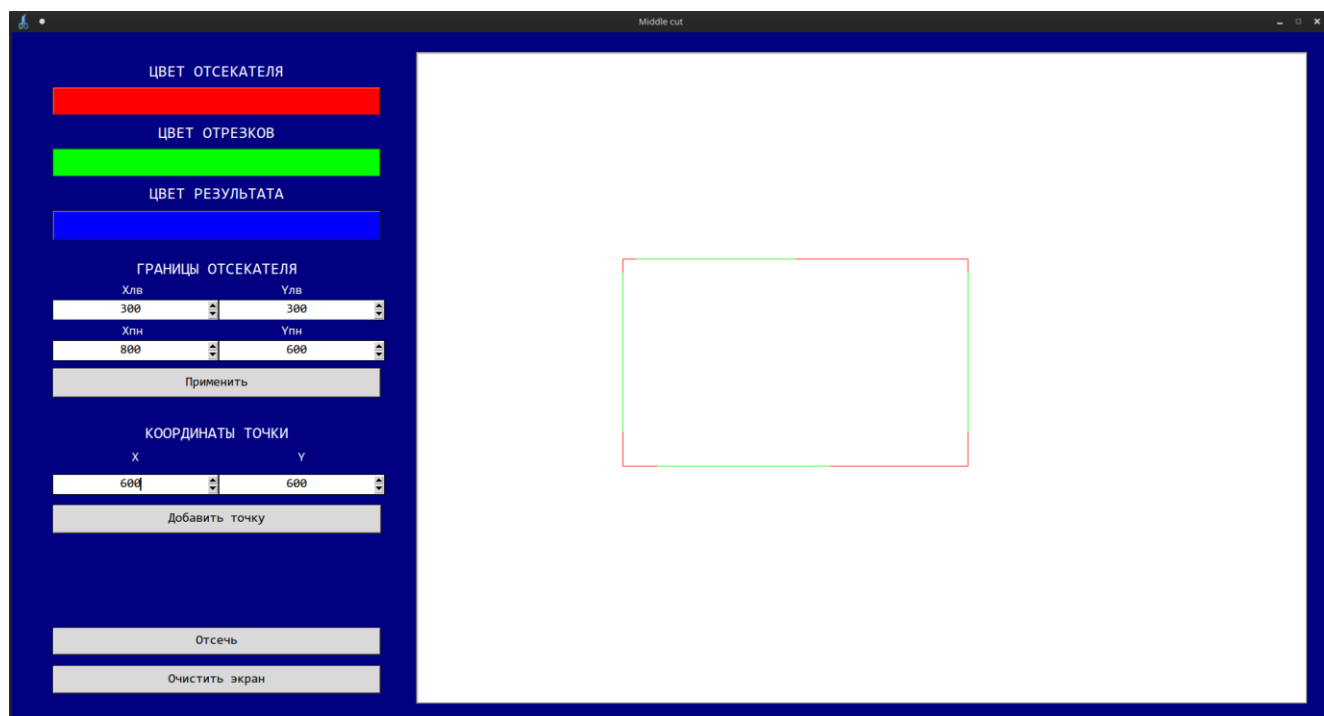 Middle cut
ЦВЕТ ОТСЕКАТЕЛЯ
ЦВЕТ ОТРЕЗКОВ
ЦВЕТ РЕЗУЛЬТАТА
ГРАНИЦЫ ОТСЕКАТЕЛЯ
Xлв Yлв
300 300
Xпн Yпн
800 600
Применить
КООРДИНАТЫ ТОЧКИ
X Y
600 600
Добавить точку
Отсечь
Очистить экран